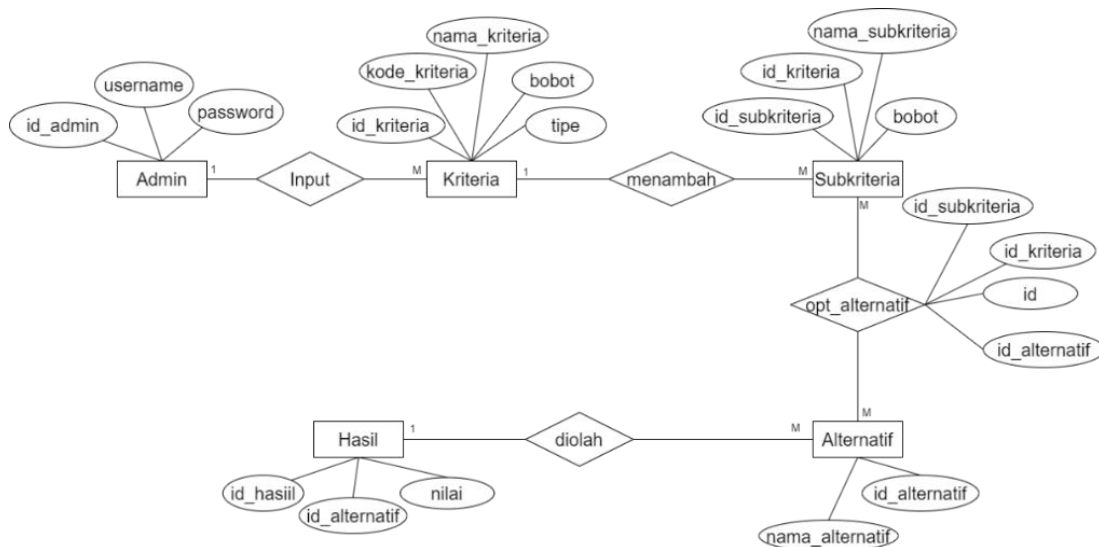 nama_kriteria
nama_subkriteria
username
kode_kriteria
bobot
id_kriteria
id_admin
password
id_kriteria
tipe
id_subkriteria
bobot
Admin
1
Input
M
Kriteria
1
menambah
M
Subkriteria
M
id_subkriteria
id_kriteria
id
opt_alternatif
id_alternatif
M
Hasil
1
diolah
M
Alternatif
id_hasiil
nilai
id_alternatif
id_alternatif
nama_alternatif